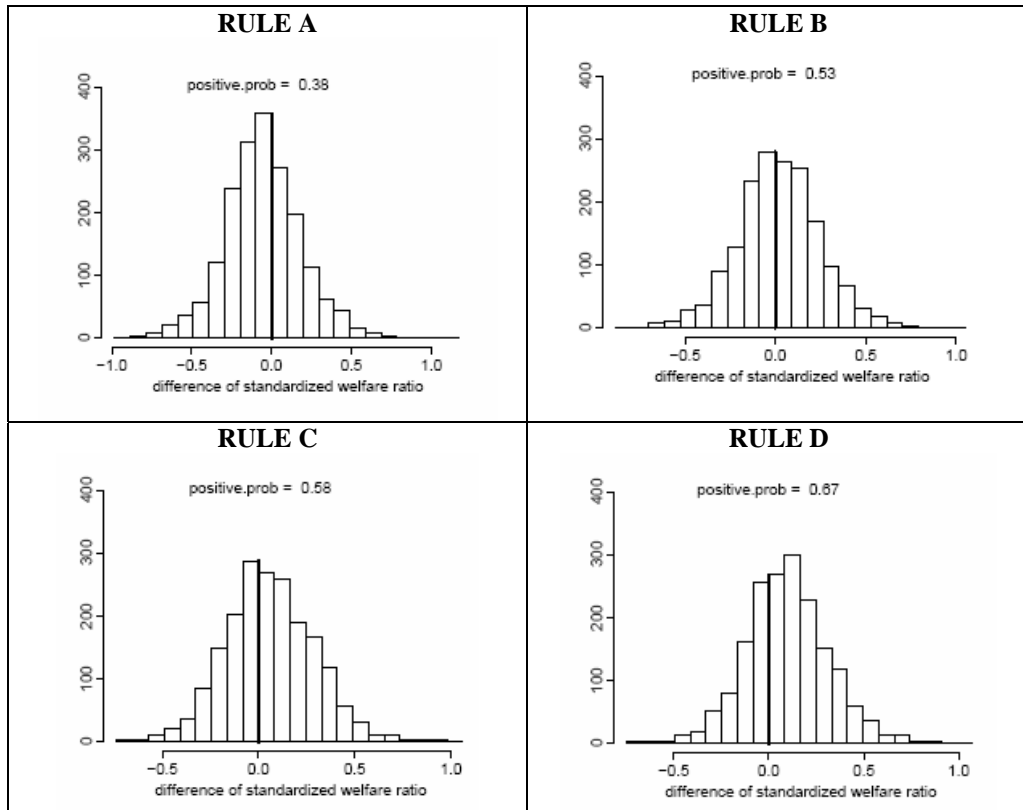 RULE A
positive.prob = 0.38
400
300
200
100
0
−1.0 −0.5 0.0 0.5 1.0
difference of standardized welfare ratio
RULE B
positive.prob = 0.53
400
300
200
100
0
−0.5 0.0 0.5 1.0
difference of standardized welfare ratio
RULE C
positive.prob = 0.58
400
300
200
100
0
−0.5 0.0 0.5 1.0
difference of standardized welfare ratio
RULE D
positive.prob = 0.67
400
300
200
100
0
−0.5 0.0 0.5 1.0
difference of standardized welfare ratio